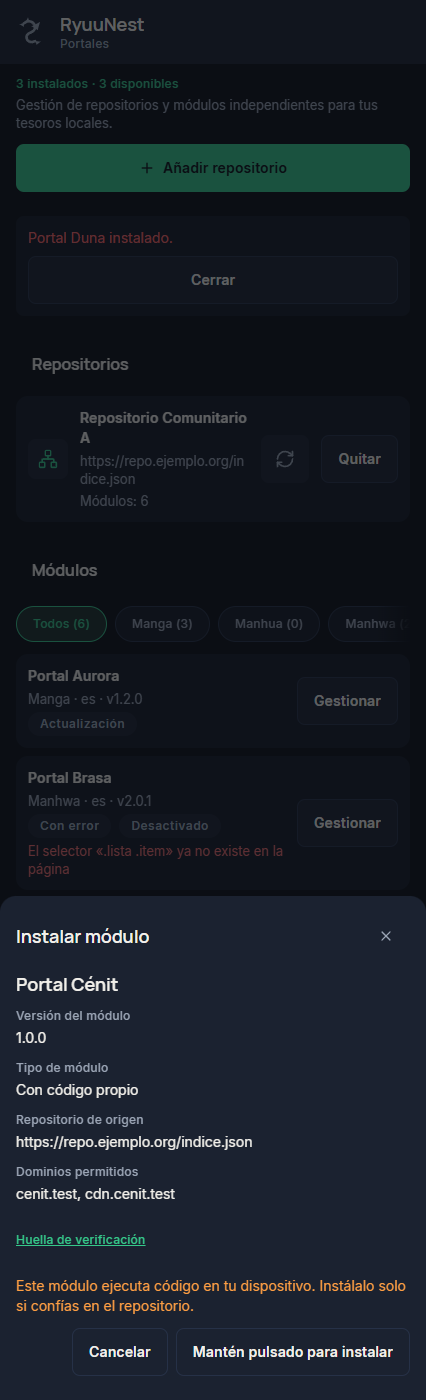 RyuuNest
Portales
3 instalados · 3 disponibles
Gestión de repositorios y módulos independientes para tus
tesoros locales.
+ Añadir repositorio
Portal Duna instalado.
Cerrar
Repositorios
Repositorio Comunitario
A
https://repo.ejemplo.org/in
dice.json
Módulos: 6
Quitar
Módulos
Todos (6)
Manga (3)
Manhua (0)
Manhwa (
Portal Aurora
Manga · es · v1.2.0
Actualización
Gestionar
Portal Brasa
Manhwa · es · v2.0.1
Con error
Desactivado
El selector «.lista .item» ya no existe en la
página
Gestionar
Instalar módulo
Portal Cénit
Versión del módulo
1.0.0
Tipo de módulo
Con código propio
Repositorio de origen
https://repo.ejemplo.org/indice.json
Dominios permitidos
cenit.test, cdn.cenit.test
Huella de verificación
Este módulo ejecuta código en tu dispositivo. Instálalo solo
si confías en el repositorio.
Cancelar
Mantén pulsado para instalar